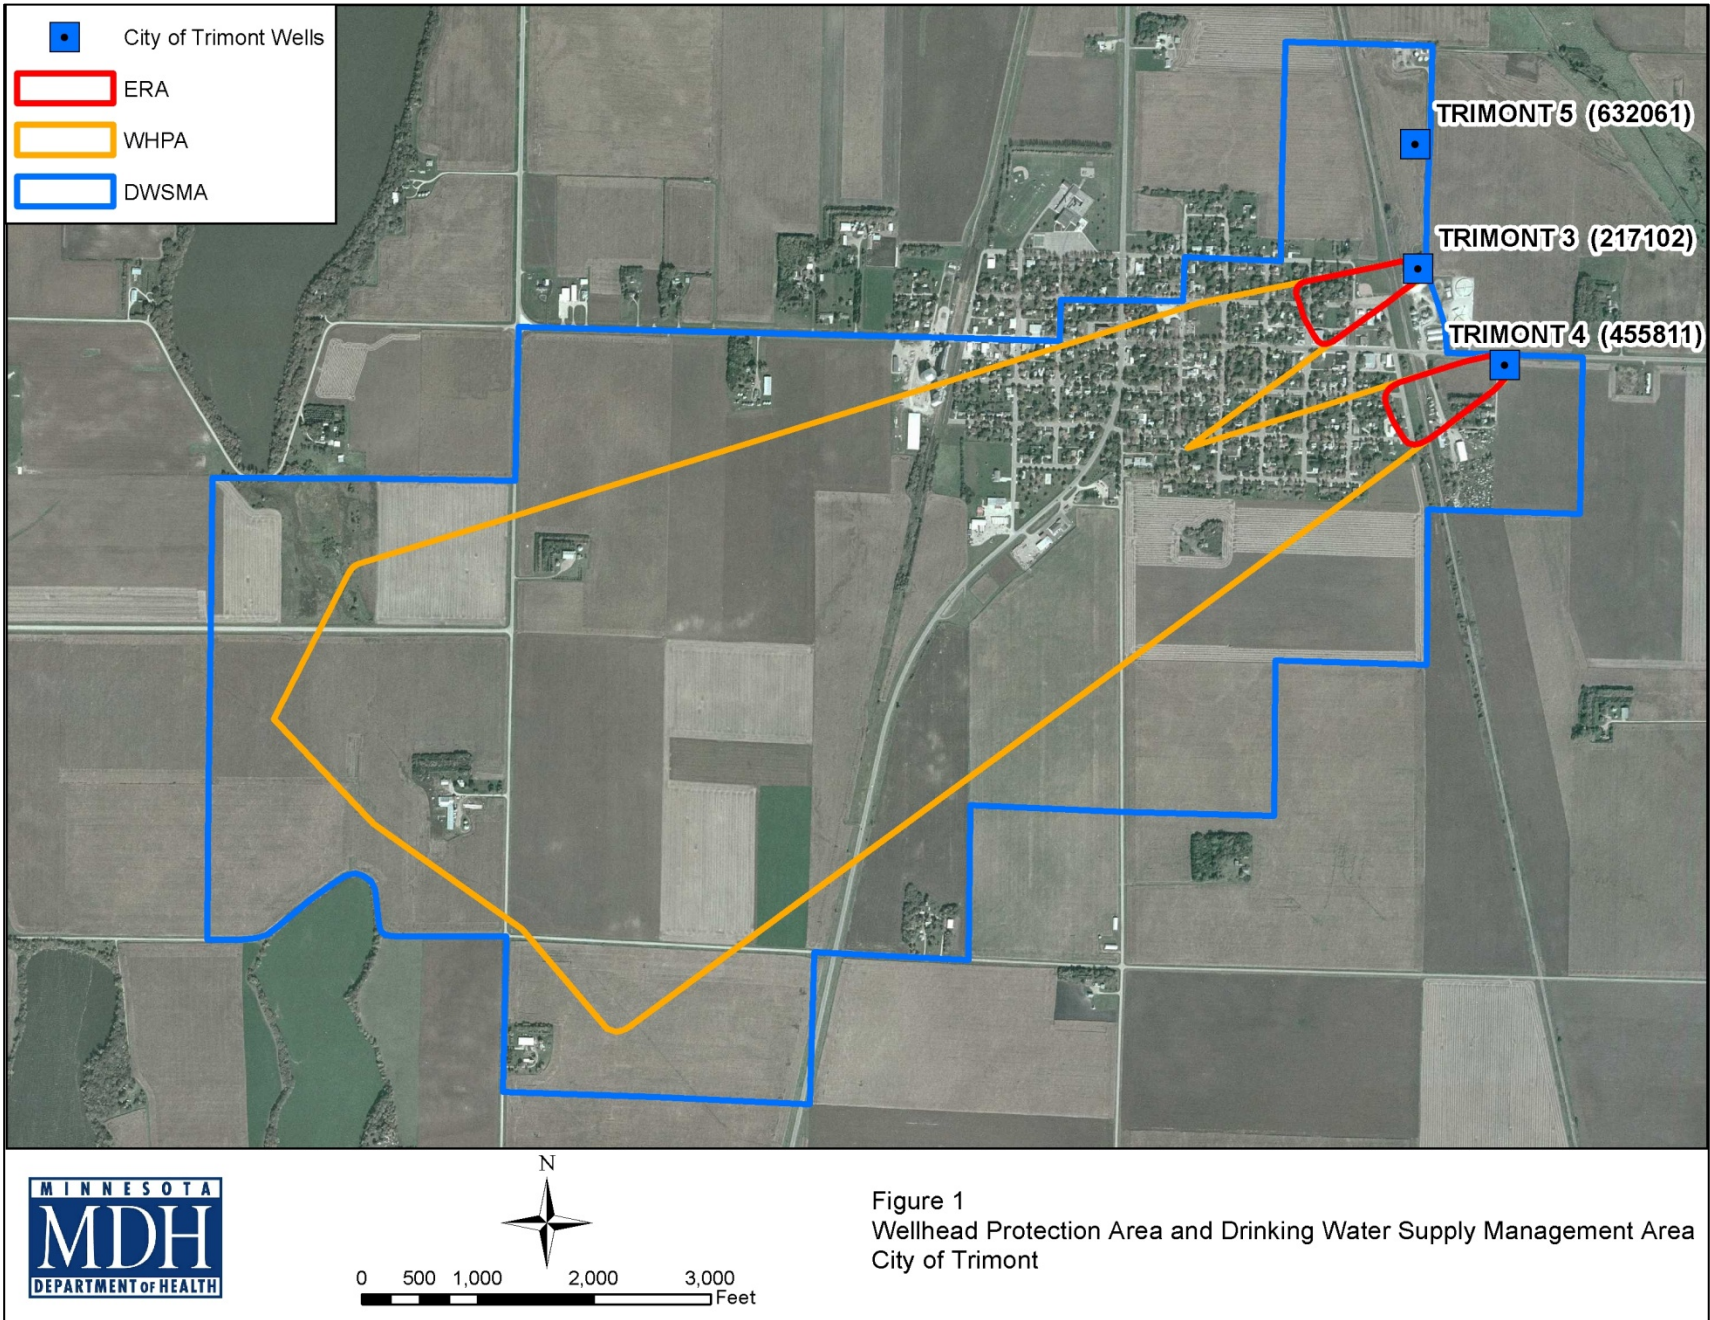 City of Trimont Wells
ERA
WHPA
DWSMA
TRIMONT 5 (632061)
TRIMONT 3 (217102)
TRIMONT 4 (455811)
MINNESOTA
MDH
DEPARTMENT OF HEALTH
N
0 500 1,000 2,000 3,000
Feet
Figure 1
Wellhead Protection Area and Drinking Water Supply Management Area
City of Trimont